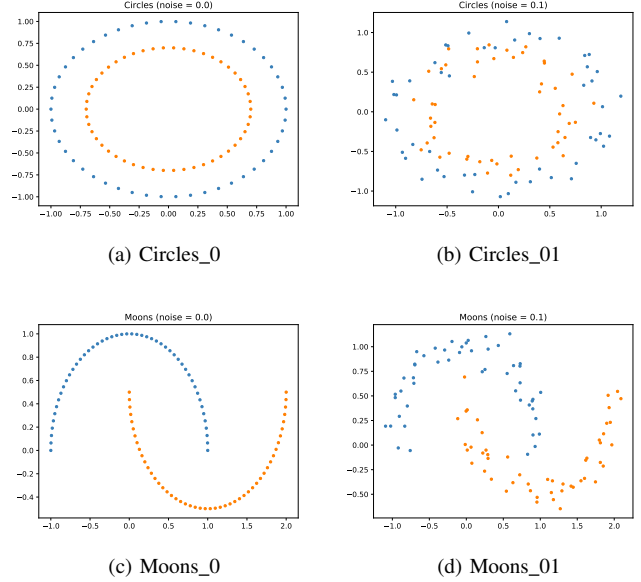 Circles (noise = 0.0)
1.00
0.75
0.50
0.25
0.00
−0.25
−0.50
−0.75
−1.00
−1.00 −0.75 −0.50 −0.25 0.00 0.25 0.50 0.75 1.00
(a) Circles_0
Circles (noise = 0.1)
1.0
0.5
0.0
−0.5
−1.0
−1.0 −0.5 0.0 0.5 1.0
(b) Circles_01
Moons (noise = 0.0)
1.0
0.8
0.6
0.4
0.2
0.0
−0.2
−0.4
−1.0 −0.5 0.0 0.5 1.0 1.5 2.0
(c) Moons_0
Moons (noise = 0.1)
1.00
0.75
0.50
0.25
0.00
−0.25
−0.50
−1.0 −0.5 0.0 0.5 1.0 1.5 2.0
(d) Moons_01